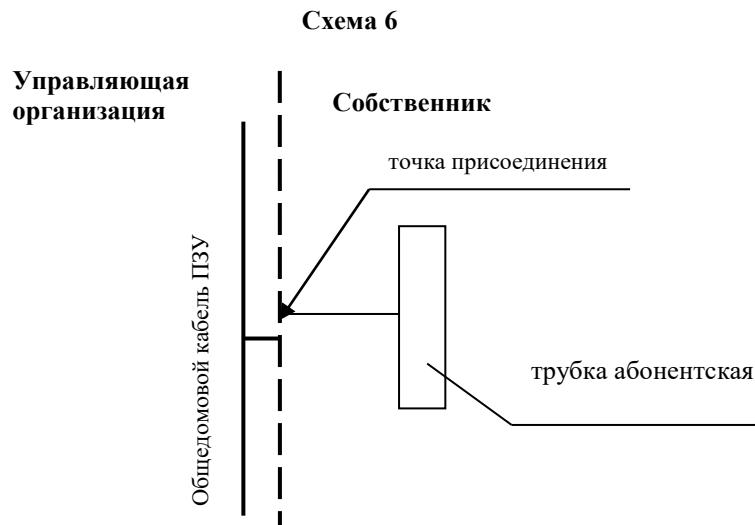 Схема 6
Управляющая
организация
Собственник
точка присоединения
Общедомовой кабель ПЗУ
трубка абонентская